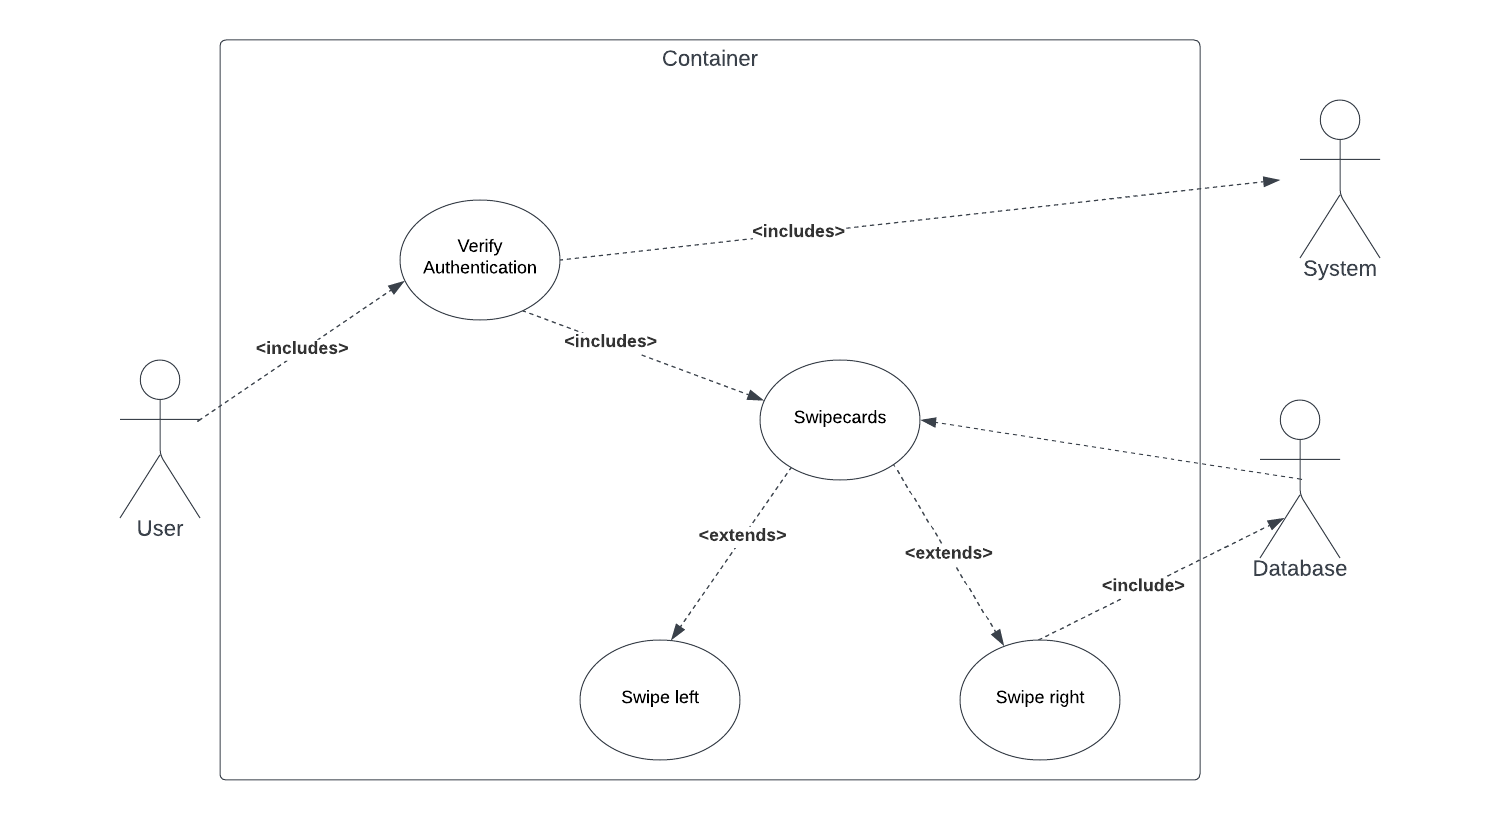 Container
<includes>
Verify
Authentication
System
<includes>
<includes>
Swipecards
User
<extends>
<extends>
Database
<include>
Swipe left
Swipe right